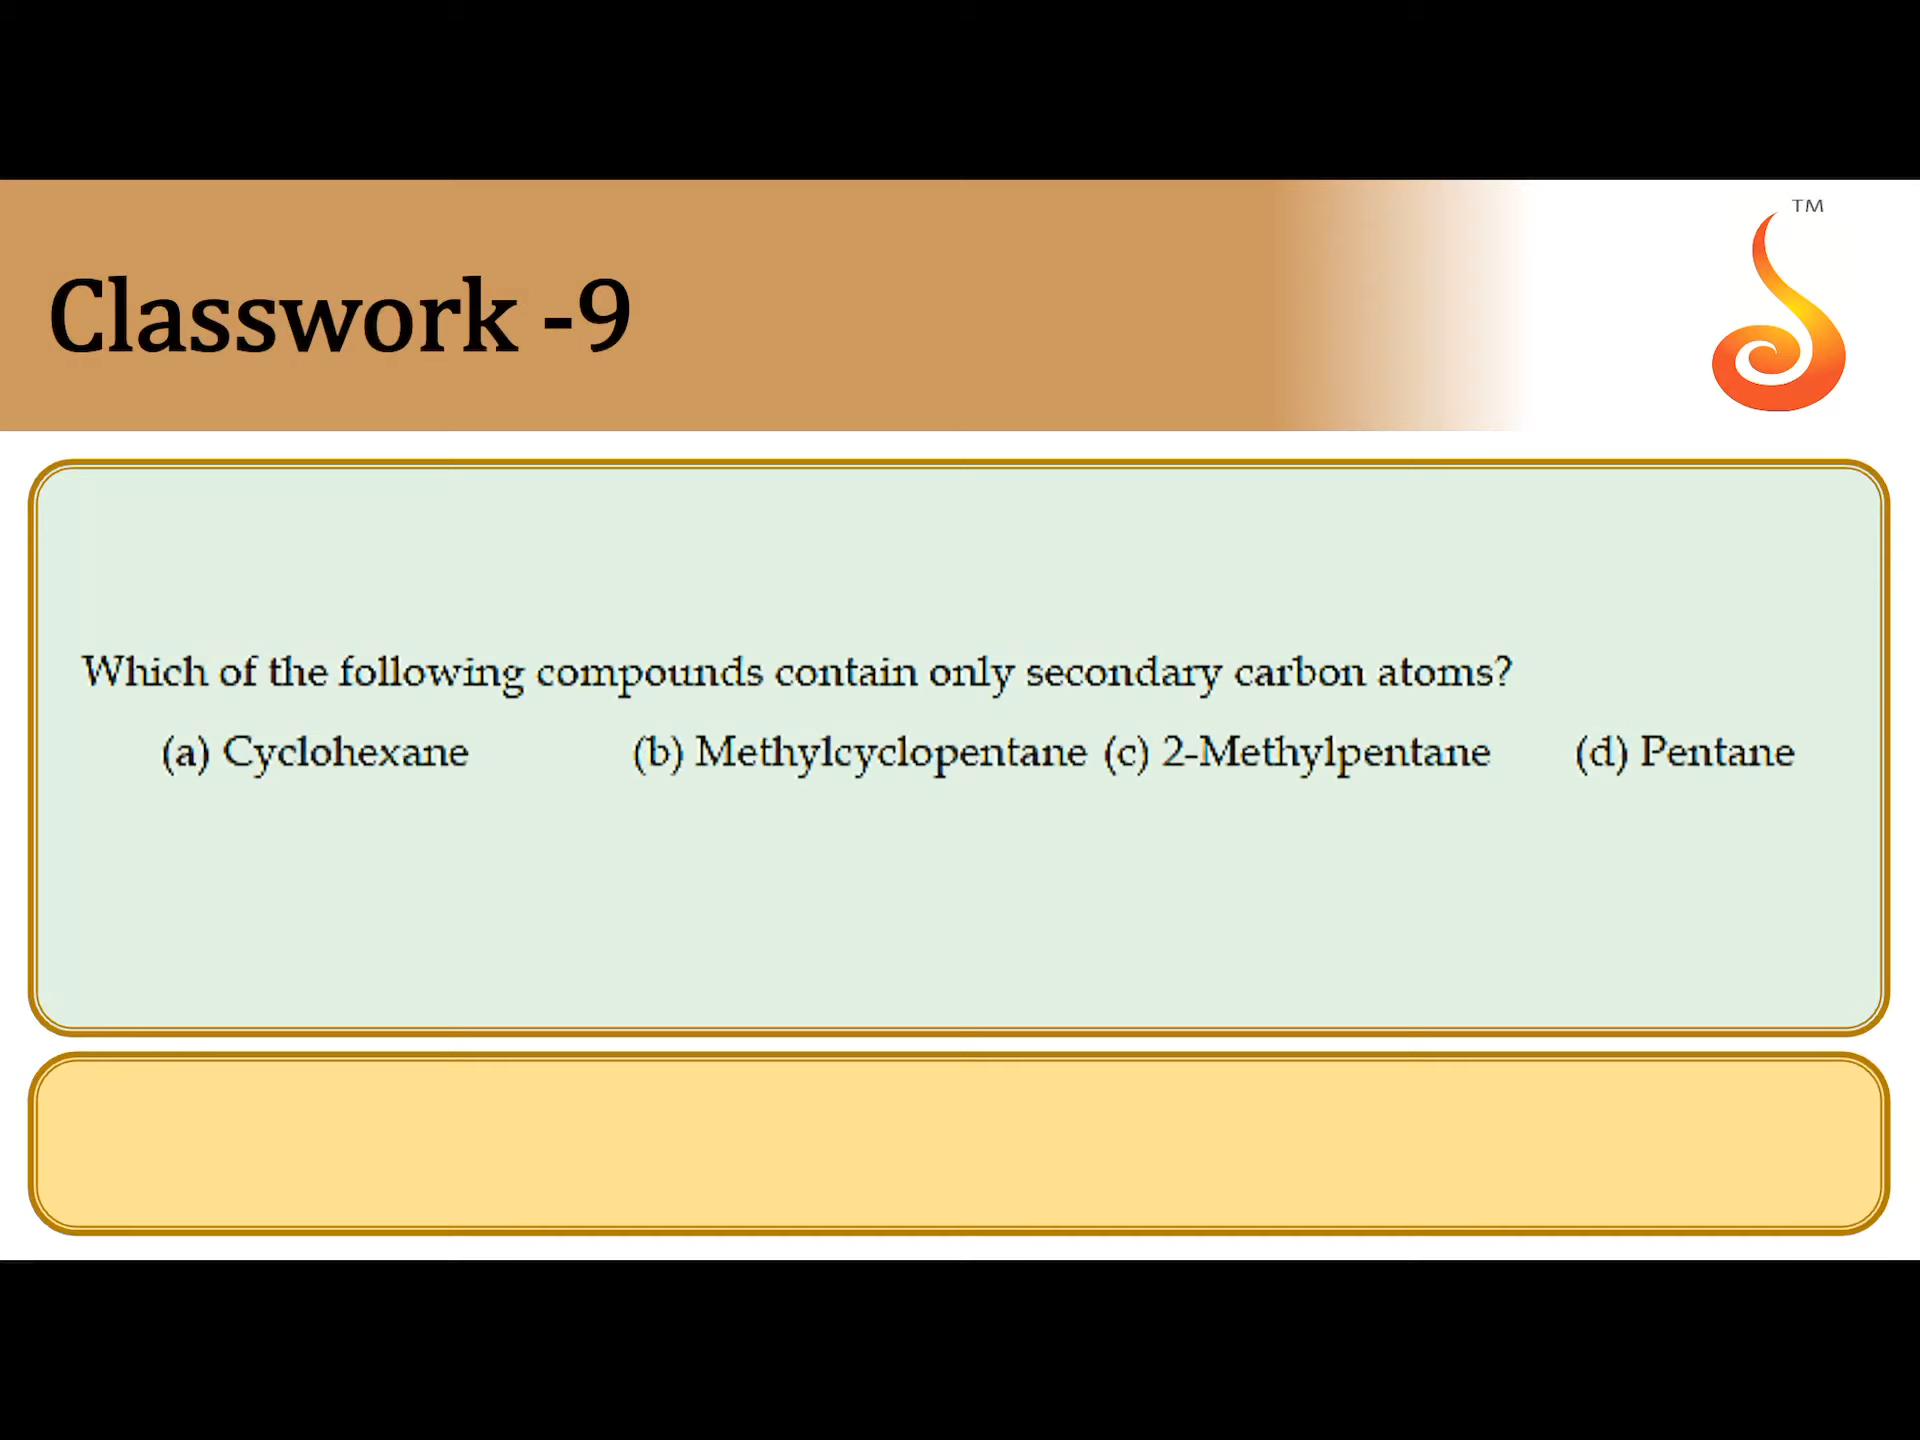 TM
Classwork -9
Which of the following compounds contain only secondary carbon atoms?
(a) Cyclohexane (b) Methylcyclopentane (c) 2-Methylpentane (d) Pentane